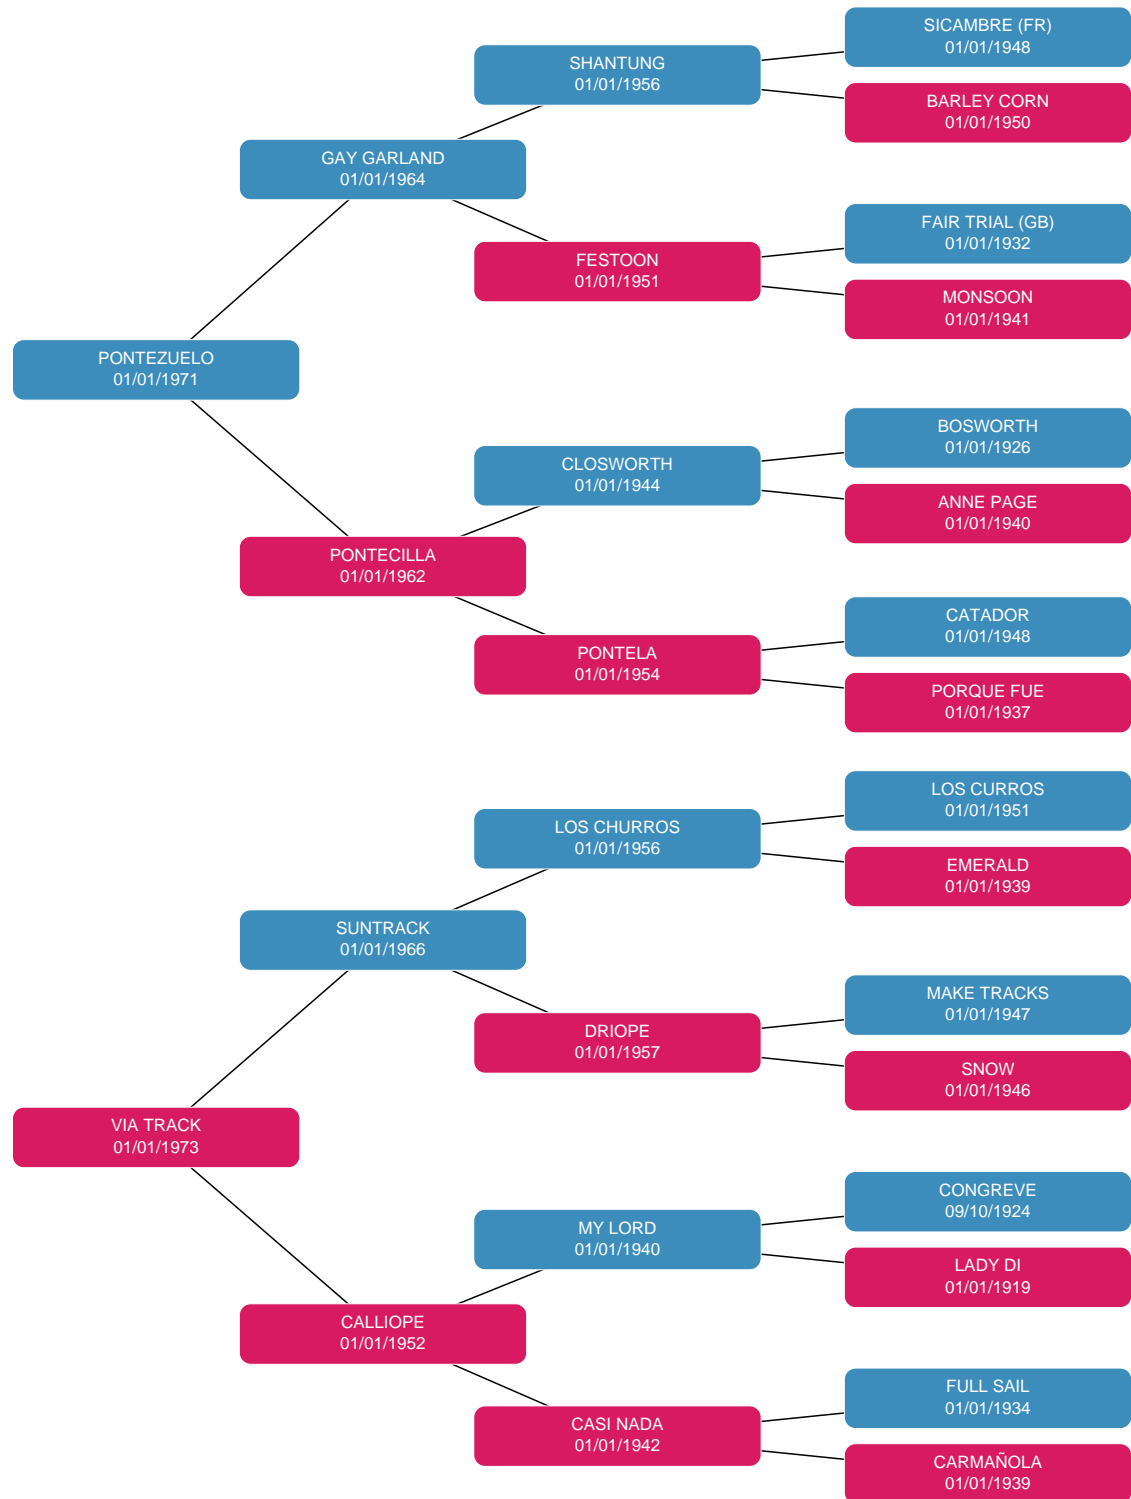 SICAMBRE (FR)
01/01/1948
SHANTUNG
01/01/1956
BARLEY CORN
01/01/1950
GAY GARLAND
01/01/1964
FAIR TRIAL (GB)
01/01/1932
FESTOON
01/01/1951
MONSOON
01/01/1941
PONTEZUELO
01/01/1971
BOSWORTH
01/01/1926
CLOSWORTH
01/01/1944
ANNE PAGE
01/01/1940
PONTECILLA
01/01/1962
CATADOR
01/01/1948
PONTELA
01/01/1954
PORQUE FUE
01/01/1937
LOS CURROS
01/01/1951
LOS CHURROS
01/01/1956
EMERALD
01/01/1939
SUNTRACK
01/01/1966
MAKE TRACKS
01/01/1947
DRIOPE
01/01/1957
SNOW
01/01/1946
VIA TRACK
01/01/1973
CONGREVE
09/10/1924
MY LORD
01/01/1940
LADY DI
01/01/1919
CALLIOPE
01/01/1952
FULL SAIL
01/01/1934
CASI NADA
01/01/1942
CARMAÑOLA
01/01/1939